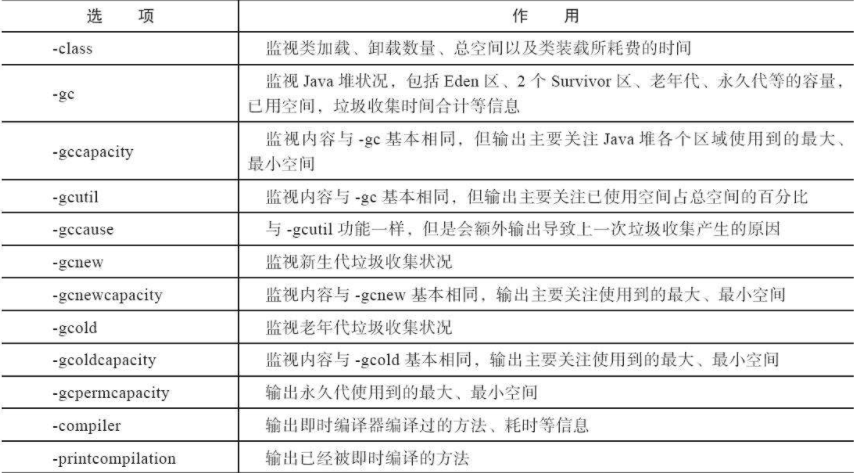 选 项 作 用
-class 监视类加载、卸载数量、总空间以及类装载所耗费的时间
-gc 监视 Java 堆状况，包括 Eden 区、2 个 Survivor 区、老年代、永久代等的容量，
已用空间，垃圾收集时间合计等信息
-gccapacity 监视内容与 -gc 基本相同，但输出主要关注 Java 堆各个区域使用到的最大、
最小空间
-gcutil 监视内容与 -gc 基本相同，但输出主要关注已使用空间占总空间的百分比
-gccause 与 -gcutil 功能一样，但是会额外输出导致上一次垃圾收集产生的原因
-gcnew 监视新生代垃圾收集状况
-gcnewcapacity 监视内容与 -gcnew 基本相同，输出主要关注使用到的最大、最小空间
-gcold 监视老年代垃圾收集状况
-gcoldcapacity 监视内容与 -gcold 基本相同，输出主要关注使用到的最大、最小空间
-gcpermcapacity 输出永久代使用到的最大、最小空间
-compiler 输出即时编译器编译过的方法、耗时等信息
-printcompilation 输出已经被即时编译的方法